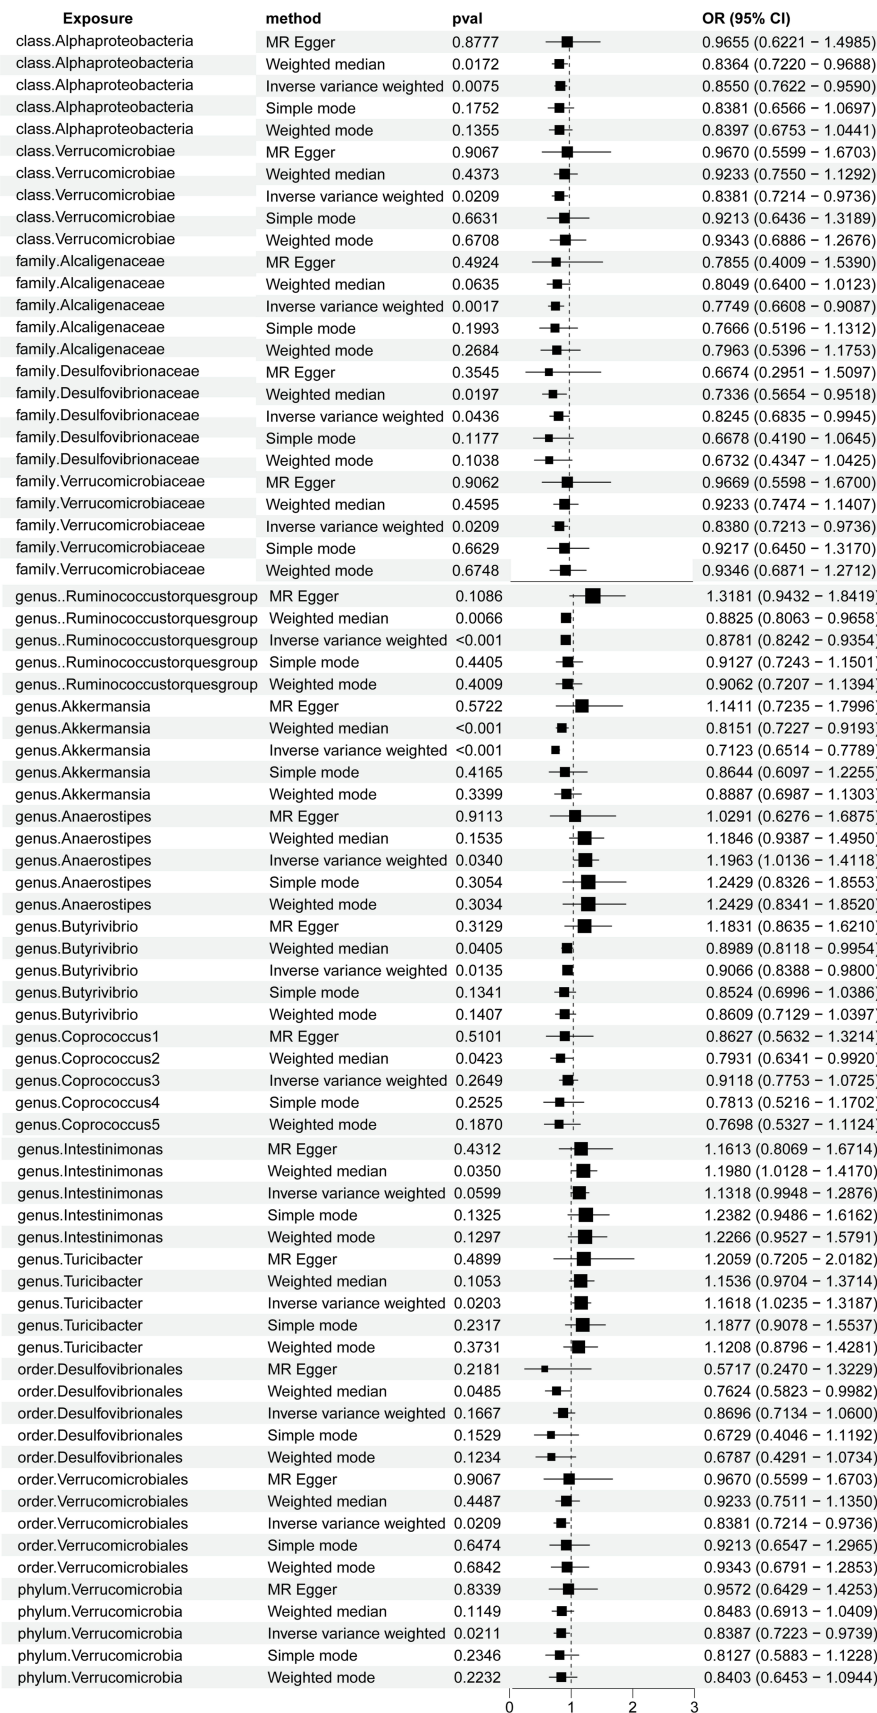 Exposure method pval OR (95% CI)
class.Alphaproteobacteria MR Egger 0.8777 0.9655 (0.6221 − 1.4985)
class.Alphaproteobacteria Weighted median 0.0172 0.8364 (0.7220 − 0.9688)
class.Alphaproteobacteria Inverse variance weighted 0.0075 0.8550 (0.7622 − 0.9590)
class.Alphaproteobacteria Simple mode 0.1752 0.8381 (0.6566 − 1.0697)
class.Alphaproteobacteria Weighted mode 0.1355 0.8397 (0.6753 − 1.0441)
class.Verrucomicrobiae MR Egger 0.9067 0.9670 (0.5599 − 1.6703)
class.Verrucomicrobiae Weighted median 0.4373 0.9233 (0.7550 − 1.1292)
class.Verrucomicrobiae Inverse variance weighted 0.0209 0.8381 (0.7214 − 0.9736)
class.Verrucomicrobiae Simple mode 0.6631 0.9213 (0.6436 − 1.3189)
class.Verrucomicrobiae Weighted mode 0.6708 0.9343 (0.6886 − 1.2676)
family.Alcaligenaceae MR Egger 0.4924 0.7855 (0.4009 − 1.5390)
family.Alcaligenaceae Weighted median 0.0635 0.8049 (0.6400 − 1.0123)
family.Alcaligenaceae Inverse variance weighted 0.0017 0.7749 (0.6608 − 0.9087)
family.Alcaligenaceae Simple mode 0.1993 0.7666 (0.5196 − 1.1312)
family.Alcaligenaceae Weighted mode 0.2684 0.7963 (0.5396 − 1.1753)
family.Desulfovibrionaceae MR Egger 0.3545 0.6674 (0.2951 − 1.5097)
family.Desulfovibrionaceae Weighted median 0.0197 0.7336 (0.5654 − 0.9518)
family.Desulfovibrionaceae Inverse variance weighted 0.0436 0.8245 (0.6835 − 0.9945)
family.Desulfovibrionaceae Simple mode 0.1177 0.6678 (0.4190 − 1.0645)
family.Desulfovibrionaceae Weighted mode 0.1038 0.6732 (0.4347 − 1.0425)
family.Verrucomicrobiaceae MR Egger 0.9062 0.9669 (0.5598 − 1.6700)
family.Verrucomicrobiaceae Weighted median 0.4595 0.9233 (0.7474 − 1.1407)
family.Verrucomicrobiaceae Inverse variance weighted 0.0209 0.8380 (0.7213 − 0.9736)
family.Verrucomicrobiaceae Simple mode 0.6629 0.9217 (0.6450 − 1.3170)
family.Verrucomicrobiaceae Weighted mode 0.6748 0.9346 (0.6871 − 1.2712)
genus..Ruminococcustorquesgroup MR Egger 0.1086 1.3181 (0.9432 − 1.8419)
genus..Ruminococcustorquesgroup Weighted median 0.0066 0.8825 (0.8063 − 0.9658)
genus..Ruminococcustorquesgroup Inverse variance weighted <0.001 0.8781 (0.8242 − 0.9354)
genus..Ruminococcustorquesgroup Simple mode 0.4405 0.9127 (0.7243 − 1.1501)
genus..Ruminococcustorquesgroup Weighted mode 0.4009 0.9062 (0.7207 − 1.1394)
genus.Akkermansia MR Egger 0.5722 1.1411 (0.7235 − 1.7996)
genus.Akkermansia Weighted median <0.001 0.8151 (0.7227 − 0.9193)
genus.Akkermansia Inverse variance weighted <0.001 0.7123 (0.6514 − 0.7789)
genus.Akkermansia Simple mode 0.4165 0.8644 (0.6097 − 1.2255)
genus.Akkermansia Weighted mode 0.3399 0.8887 (0.6987 − 1.1303)
genus.Anaerostipes MR Egger 0.9113 1.0291 (0.6276 − 1.6875)
genus.Anaerostipes Weighted median 0.1535 1.1846 (0.9387 − 1.4950)
genus.Anaerostipes Inverse variance weighted 0.0340 1.1963 (1.0136 − 1.4118)
genus.Anaerostipes Simple mode 0.3054 1.2429 (0.8326 − 1.8553)
genus.Anaerostipes Weighted mode 0.3034 1.2429 (0.8341 − 1.8520)
genus.Butyrivibrio MR Egger 0.3129 1.1831 (0.8635 − 1.6210)
genus.Butyrivibrio Weighted median 0.0405 0.8989 (0.8118 − 0.9954)
genus.Butyrivibrio Inverse variance weighted 0.0135 0.9066 (0.8388 − 0.9800)
genus.Butyrivibrio Simple mode 0.1341 0.8524 (0.6996 − 1.0386)
genus.Butyrivibrio Weighted mode 0.1407 0.8609 (0.7129 − 1.0397)
genus.Coprococcus1 MR Egger 0.5101 0.8627 (0.5632 − 1.3214)
genus.Coprococcus2 Weighted median 0.0423 0.7931 (0.6341 − 0.9920)
genus.Coprococcus3 Inverse variance weighted 0.2649 0.9118 (0.7753 − 1.0725)
genus.Coprococcus4 Simple mode 0.2525 0.7813 (0.5216 − 1.1702)
genus.Coprococcus5 Weighted mode 0.1870 0.7698 (0.5327 − 1.1124)
genus.Intestinimonas MR Egger 0.4312 1.1613 (0.8069 − 1.6714)
genus.Intestinimonas Weighted median 0.0350 1.1980 (1.0128 − 1.4170)
genus.Intestinimonas Inverse variance weighted 0.0599 1.1318 (0.9948 − 1.2876)
genus.Intestinimonas Simple mode 0.1325 1.2382 (0.9486 − 1.6162)
genus.Intestinimonas Weighted mode 0.1297 1.2266 (0.9527 − 1.5791)
genus.Turicibacter MR Egger 0.4899 1.2059 (0.7205 − 2.0182)
genus.Turicibacter Weighted median 0.1053 1.1536 (0.9704 − 1.3714)
genus.Turicibacter Inverse variance weighted 0.0203 1.1618 (1.0235 − 1.3187)
genus.Turicibacter Simple mode 0.2317 1.1877 (0.9078 − 1.5537)
genus.Turicibacter Weighted mode 0.3731 1.1208 (0.8796 − 1.4281)
order.Desulfovibrionales MR Egger 0.2181 0.5717 (0.2470 − 1.3229)
order.Desulfovibrionales Weighted median 0.0485 0.7624 (0.5823 − 0.9982)
order.Desulfovibrionales Inverse variance weighted 0.1667 0.8696 (0.7134 − 1.0600)
order.Desulfovibrionales Simple mode 0.1529 0.6729 (0.4046 − 1.1192)
order.Desulfovibrionales Weighted mode 0.1234 0.6787 (0.4291 − 1.0734)
order.Verrucomicrobiales MR Egger 0.9067 0.9670 (0.5599 − 1.6703)
order.Verrucomicrobiales Weighted median 0.4487 0.9233 (0.7511 − 1.1350)
order.Verrucomicrobiales Inverse variance weighted 0.0209 0.8381 (0.7214 − 0.9736)
order.Verrucomicrobiales Simple mode 0.6474 0.9213 (0.6547 − 1.2965)
order.Verrucomicrobiales Weighted mode 0.6842 0.9343 (0.6791 − 1.2853)
phylum.Verrucomicrobia MR Egger 0.8339 0.9572 (0.6429 − 1.4253)
phylum.Verrucomicrobia Weighted median 0.1149 0.8483 (0.6913 − 1.0409)
phylum.Verrucomicrobia Inverse variance weighted 0.0211 0.8387 (0.7223 − 0.9739)
phylum.Verrucomicrobia Simple mode 0.2346 0.8127 (0.5883 − 1.1228)
phylum.Verrucomicrobia Weighted mode 0.2232 0.8403 (0.6453 − 1.0944)
0 1 2 3